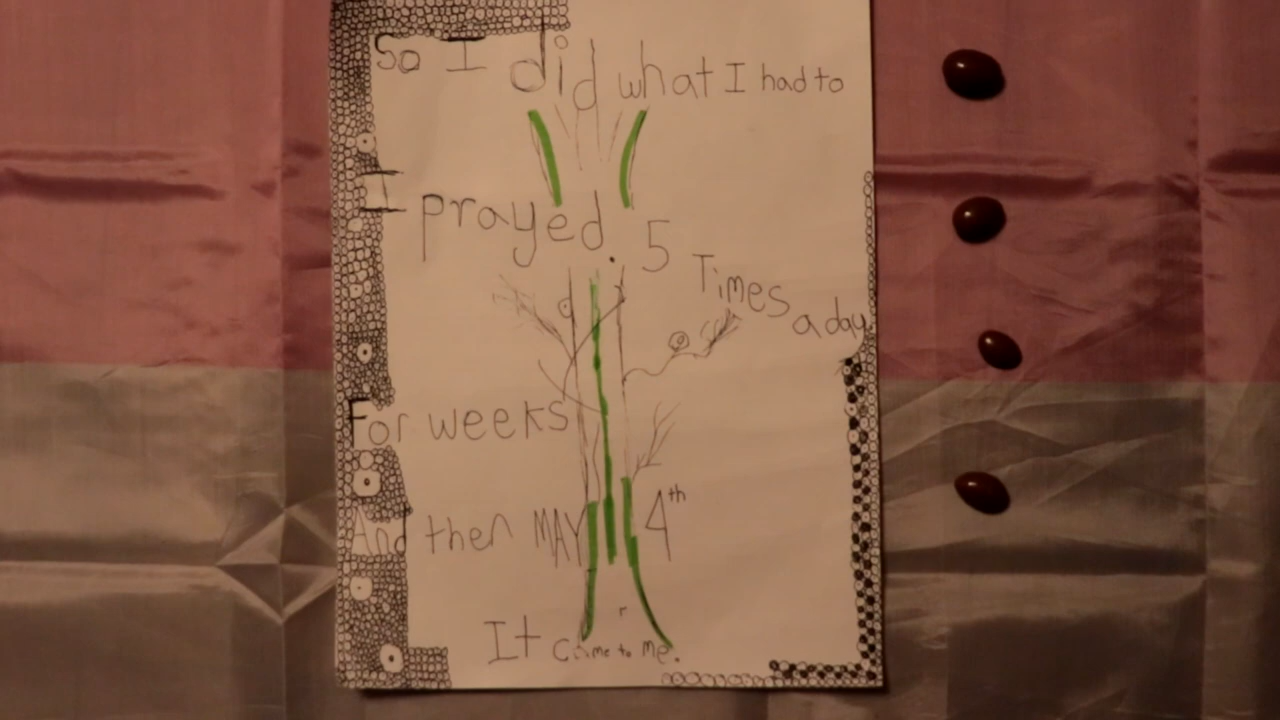 So I did what I had to
I prayed. 5
Times
a day
For weeks
And then MAY 4th
It came to me.